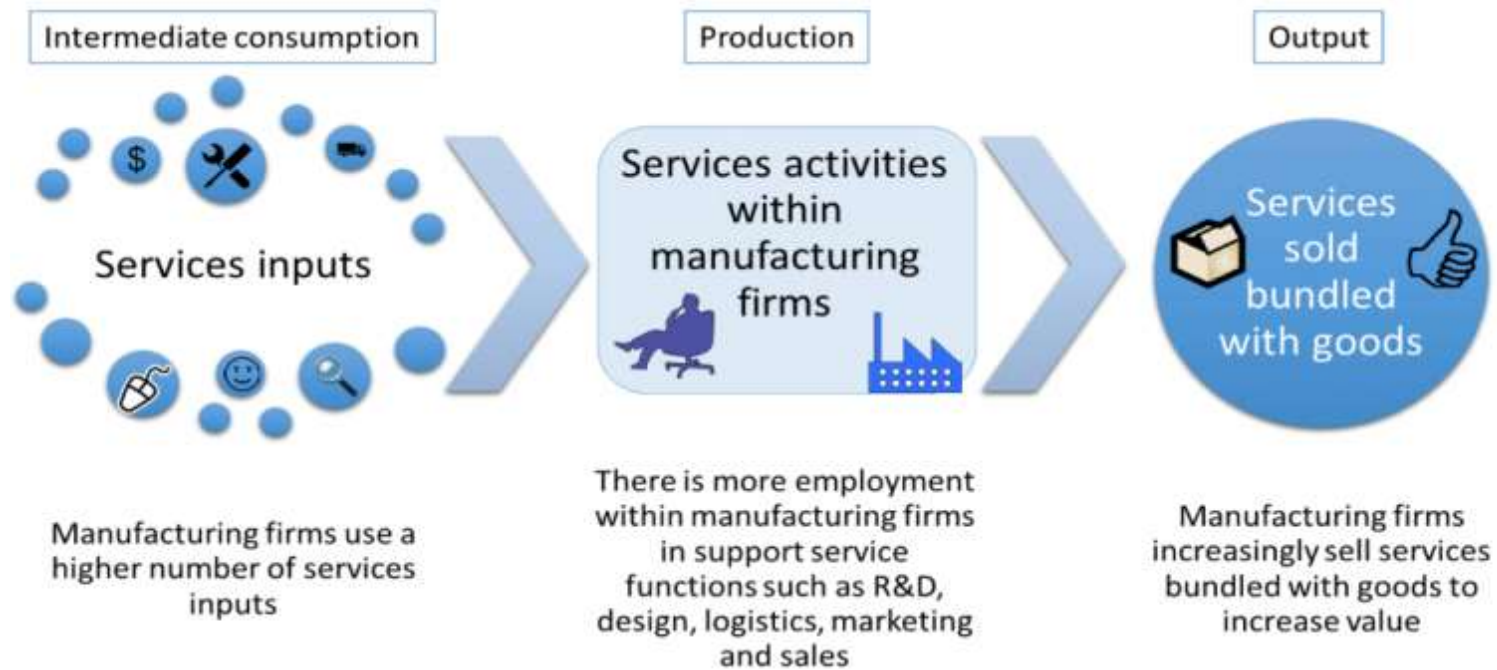 Intermediate consumption
Production
Output
$
Services inputs
Services activities
within
manufacturing
firms
Services
sold
bundled
with goods
Manufacturing firms use a
higher number of services
inputs
There is more employment
within manufacturing firms
in support service
functions such as R&D,
design, logistics, marketing
and sales
Manufacturing firms
increasingly sell services
bundled with goods to
increase value